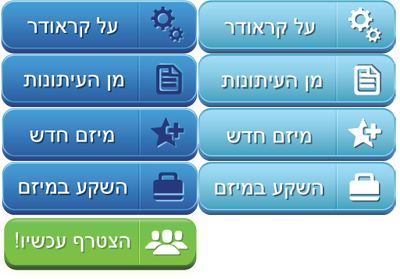 על קראודר
על קראודר
מן העיתונות
מן העיתונות
מיזם חדש
מיזם חדש
השקע במיזם
השקע במיזם
הצטרף עכשיו!